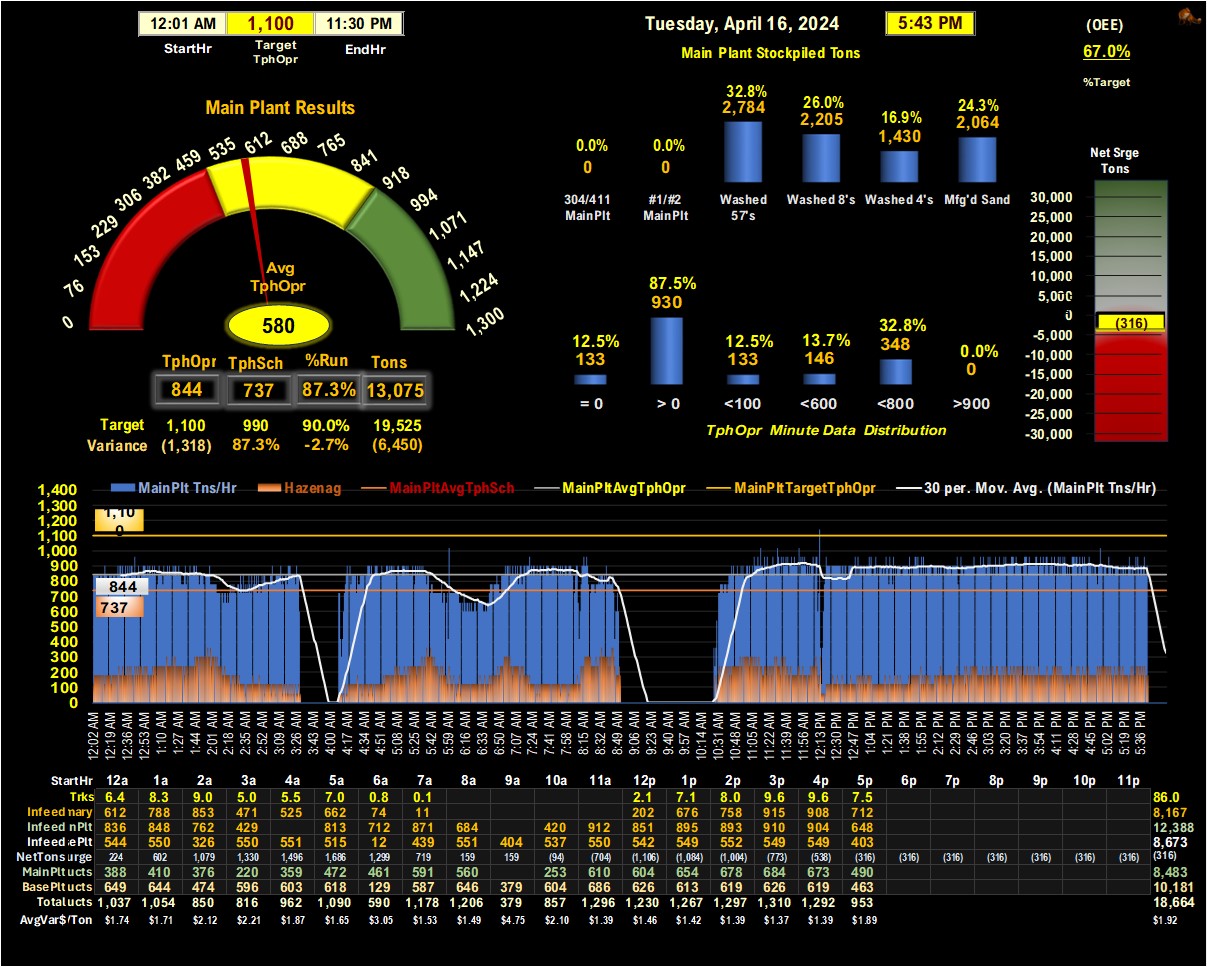 12:01 AM 1,100 11:30 PM
StartHr Target TphOpr EndHr
Tuesday, April 16, 2024 5:43 PM
(OEE)
67.0%
%Target
Main Plant Stockpiled Tons
32.8% 26.0% 16.9% 24.3%
2,784 2,205 1,430 2,064
0.0% 0.0%
0 0
304/411 MainPlt #1/#2 MainPlt Washed 57's Washed 8's Washed 4's Mfg'd Sand
Main Plant Results
0 76 153 229 306 382 459 535 612 688 765 841 918 994 1,071 1,147 1,224 1,300
Avg
TphOpr
580
TphOpr TphSch %Run Tons
844 737 87.3% 13,075
Target 1,100 990 90.0% 19,525
Variance (1,318) 87.3% -2.7% (6,450)
87.5%
930
12.5% 12.5% 13.7% 32.8% 0.0%
133 133 146 348 0
= 0 > 0 <100 <600 <800 >900
TphOpr Minute Data Distribution
Net Srge
Tons
30,000
25,000
20,000
15,000
10,000
5,000
0
(316)
-5,000
-10,000
-15,000
-20,000
-25,000
-30,000
MainPlt Tns/Hr Hazenag MainPltAvgTphSch MainPltAvgTphOpr MainPltTargetTphOpr 30 per. Mov. Avg. (MainPlt Tns/Hr)
1,400
1,300
1,200
1,100
1,000
900
800
700
600
500
400
300
200
100
0
1,100
844
737
12:02 AM 12:19 AM 12:36 AM 12:53 AM 1:10 AM 1:27 AM 1:44 AM 2:01 AM 2:18 AM 2:35 AM 2:52 AM 3:09 AM 3:26 AM 3:43 AM 4:00 AM 4:17 AM 4:34 AM 4:51 AM 5:08 AM 5:25 AM 5:42 AM 5:59 AM 6:16 AM 6:33 AM 6:50 AM 7:07 AM 7:24 AM 7:41 AM 7:58 AM 8:15 AM 8:32 AM 8:49 AM 9:06 AM 9:23 AM 9:40 AM 9:57 AM 10:14 AM 10:31 AM 10:48 AM 11:05 AM 11:22 AM 11:39 AM 11:56 AM 12:13 PM 12:30 PM 12:47 PM 1:04 PM 1:21 PM 1:38 PM 1:55 PM 2:12 PM 2:29 PM 2:46 PM 3:03 PM 3:20 PM 3:37 PM 3:54 PM 4:11 PM 4:28 PM 4:45 PM 5:02 PM 5:19 PM 5:36 PM
StartHr 12a 1a 2a 3a 4a 5a 6a 7a 8a 9a 10a 11a 12p 1p 2p 3p 4p 5p 6p 7p 8p 9p 10p 11p
Trks 6.4 8.3 9.0 5.0 5.5 7.0 0.8 0.1 2.1 7.1 8.0 9.6 9.6 7.5 86.0
Infeed mary 612 788 853 471 525 662 74 11 202 676 758 915 908 712 8,167
Infeed nPlt 836 848 762 429 813 712 871 684 420 912 851 895 893 910 904 648 12,388
Infeed ePlt 544 550 326 550 551 515 12 439 551 404 537 550 542 549 552 549 549 403 8,673
NetTons urge 224 602 1,079 1,330 1,496 1,686 1,299 719 159 159 (94) (704) (1,106) (1,084) (1,004) (773) (538) (316) (316) (316) (316) (316) (316) (316) (316)
MainPlt ucts 388 410 376 220 359 472 461 591 560 253 610 604 654 678 684 673 490 8,483
BasePlt ucts 649 644 474 596 603 618 129 587 646 379 604 686 626 613 619 626 619 463 10,181
Total ucts 1,037 1,054 850 816 962 1,090 590 1,178 1,206 379 857 1,296 1,230 1,267 1,297 1,310 1,292 953 18,664
AvgVar$/Ton $1.74 $1.71 $2.12 $2.21 $1.87 $1.65 $3.05 $1.53 $1.49 $4.75 $2.10 $1.39 $1.46 $1.42 $1.39 $1.37 $1.39 $1.89 $1.92